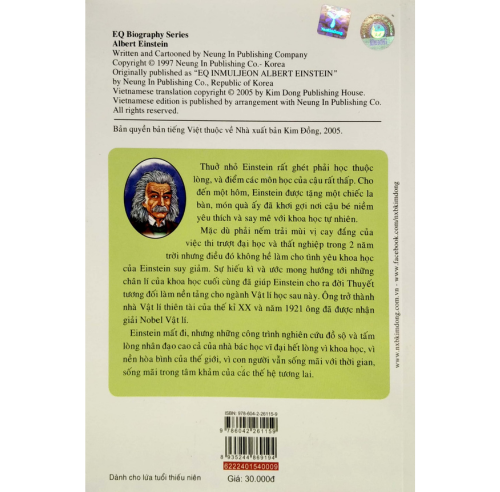 EQ Biography Series
Albert Einstein
Written and Cartooned by Neung In Publishing Company
Copyright © 1997 Neung In Publishing Co.- Korea
Originally published as "EQ INMULJEON ALBERT EINSTEIN"
by Neung In Publishing Co., Republic of Korea
Vietnamese translation copyright © 2005 by Kim Dong Publishing House.
Vietnamese edition is published by arrangement with Neung In Publishing Co.
All rights reserved.
Bản quyền bản tiếng Việt thuộc về Nhà xuất bản Kim Đồng, 2005.
Thuở nhỏ Einstein rất ghét phải học thuộc
lòng, và điểm các môn học của cậu rất thấp. Cho
đến một hôm, Einstein được tặng một chiếc la
bàn, món quà ấy đã khơi gợi nơi cậu bé niềm
yêu thích và say mê với khoa học tự nhiên.
Mặc dù phải nếm trải mùi vị cay đắng của
việc thi trượt đại học và thất nghiệp trong 2 năm
trời nhưng điều đó không hề làm cho tình yêu khoa học
của Einstein suy giảm. Sự hiếu kì và ước mong hướng tới những
chân lí của khoa học cuối cùng đã giúp Einstein cho ra đời Thuyết
tương đối làm nền tảng cho ngành Vật lí học sau này. Ông trở thành
nhà Vật lí thiên tài của thế kỉ XX và năm 1921 ông đã được nhận
giải Nobel Vật lí.
Einstein mất đi, nhưng những công trình nghiên cứu đồ sộ và tấm
lòng nhân đạo cao cả của nhà bác học vĩ đại hết lòng vì khoa học, vì
nền hòa bình của thế giới, vì con người vẫn sống mãi với thời gian,
sống mãi trong tâm khảm của các thế hệ tương lai.
www.nxbkimdong.com.vn - www.facebook.com/nxbkimdong
ISBN: 978-604-2-26115-9
9 786042 261159
8 935244 869194
6222401540009
Dành cho lứa tuổi thiếu niên
Giá: 30.000đ